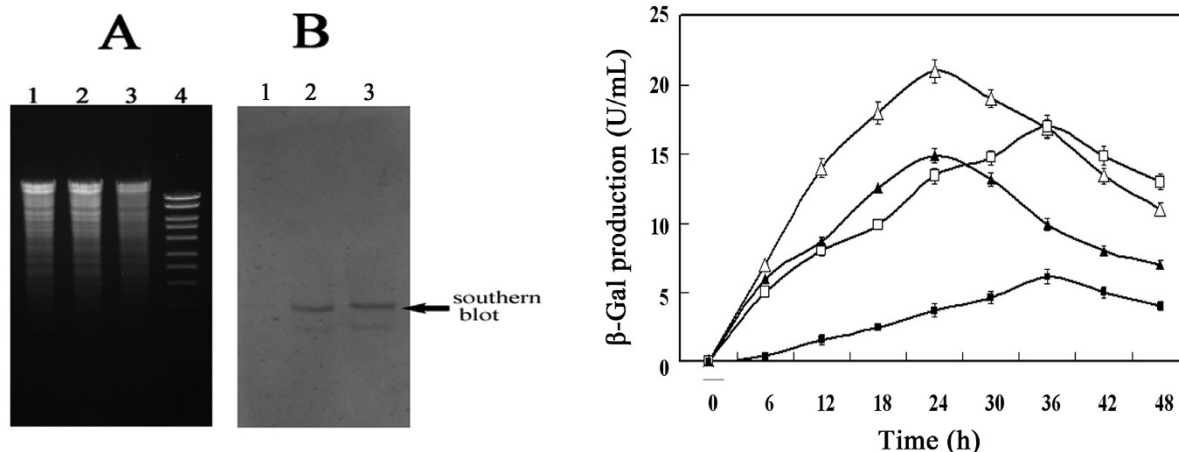 A
B
1 2 3 4
1 2 3
southern
blot
β-Gal production (U/mL)
25
20
15
10
5
0
0 6 12 18 24 30 36 42 48
Time (h)